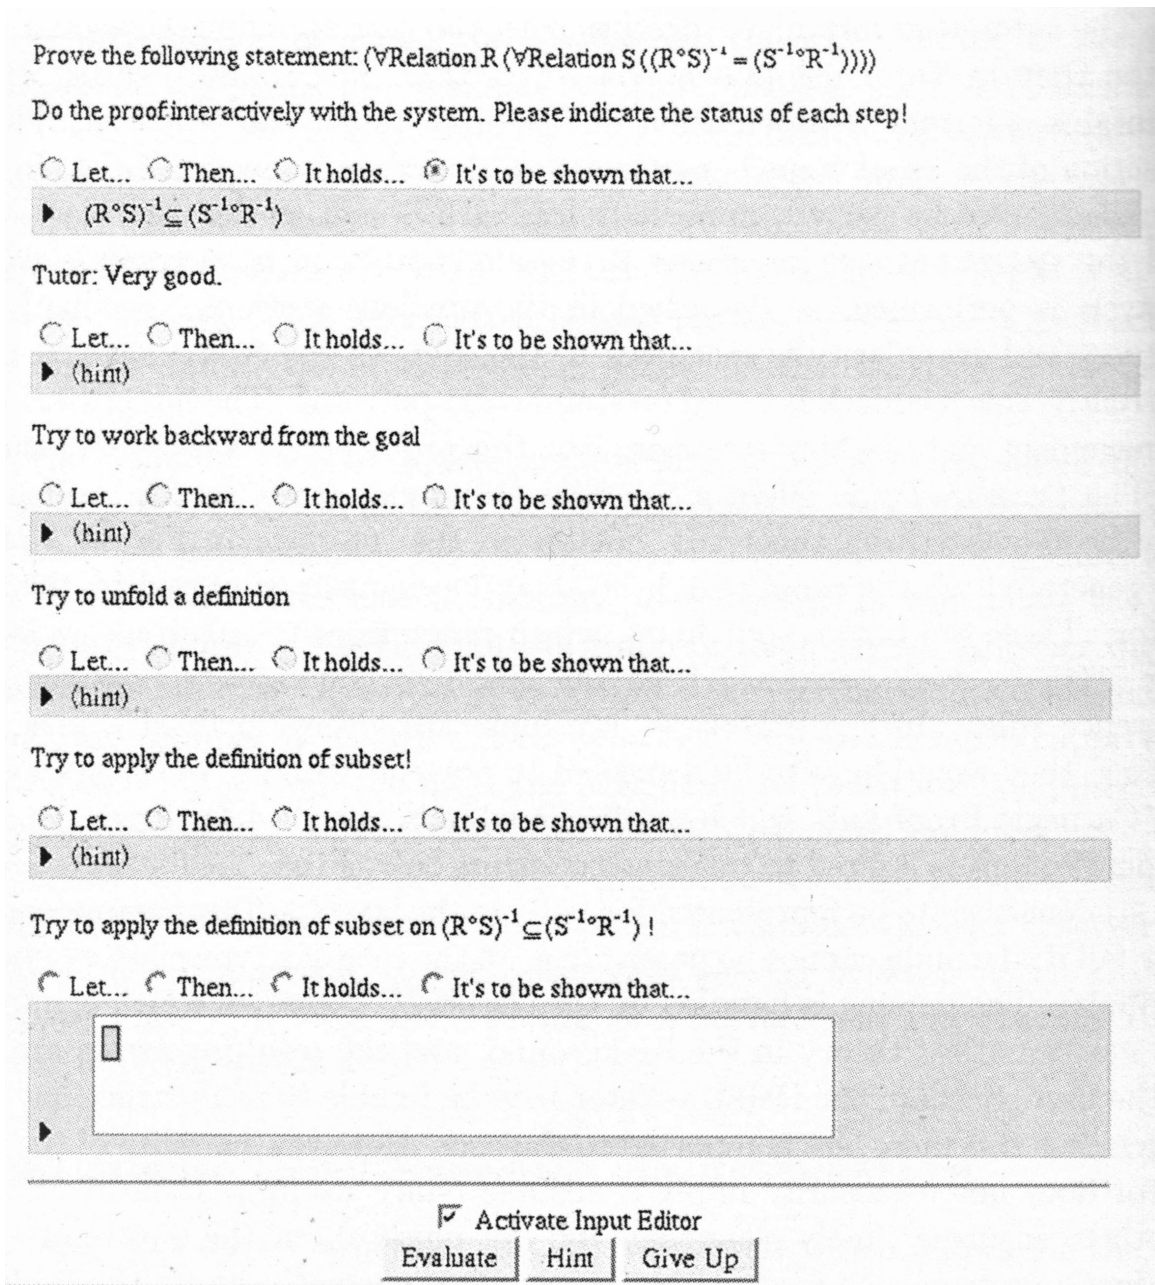 Prove the following statement: (∀Relation R (∀Relation S ((R°S)⁻¹ = (S⁻¹°R⁻¹))))
Do the proof interactively with the system. Please indicate the status of each step!
Let... Then... It holds... It's to be shown that...
(R°S)⁻¹⊆(S⁻¹°R⁻¹)
Tutor: Very good.
Let... Then... It holds... It's to be shown that...
(hint)
Try to work backward from the goal
Let... Then... It holds... It's to be shown that...
(hint)
Try to unfold a definition
Let... Then... It holds... It's to be shown that...
(hint)
Try to apply the definition of subset!
Let... Then... It holds... It's to be shown that...
(hint)
Try to apply the definition of subset on (R°S)⁻¹⊆(S⁻¹°R⁻¹) !
Let... Then... It holds... It's to be shown that...
Activate Input Editor
Evaluate Hint Give Up